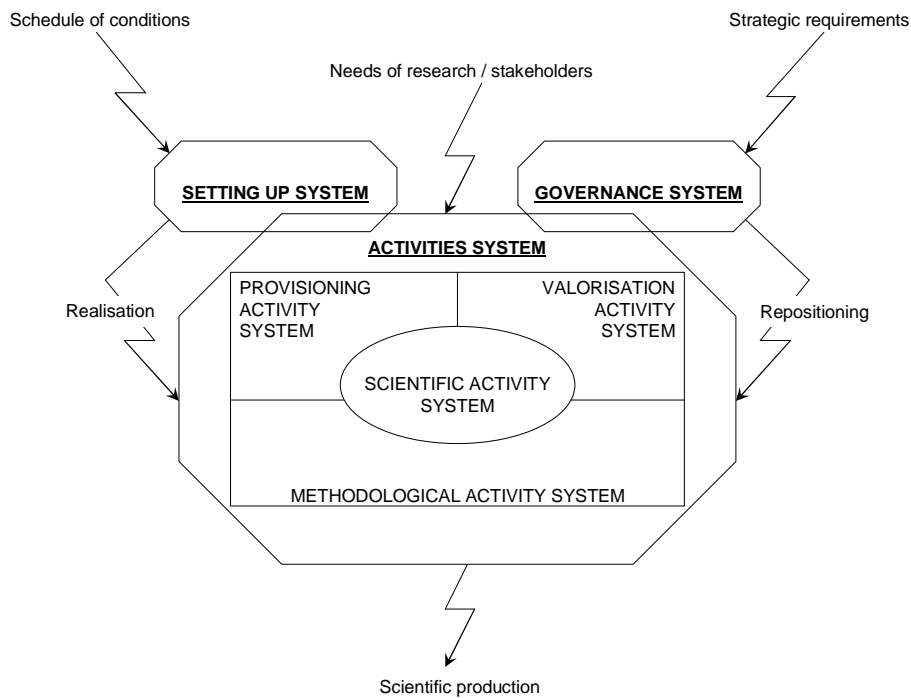 Schedule of conditions
Strategic requirements
Needs of research / stakeholders
SETTING UP SYSTEM
GOVERNANCE SYSTEM
ACTIVITIES SYSTEM
PROVISIONING
ACTIVITY
SYSTEM
VALORISATION
ACTIVITY
SYSTEM
Realisation
Repositioning
SCIENTIFIC ACTIVITY
SYSTEM
METHODOLOGICAL ACTIVITY SYSTEM
Scientific production